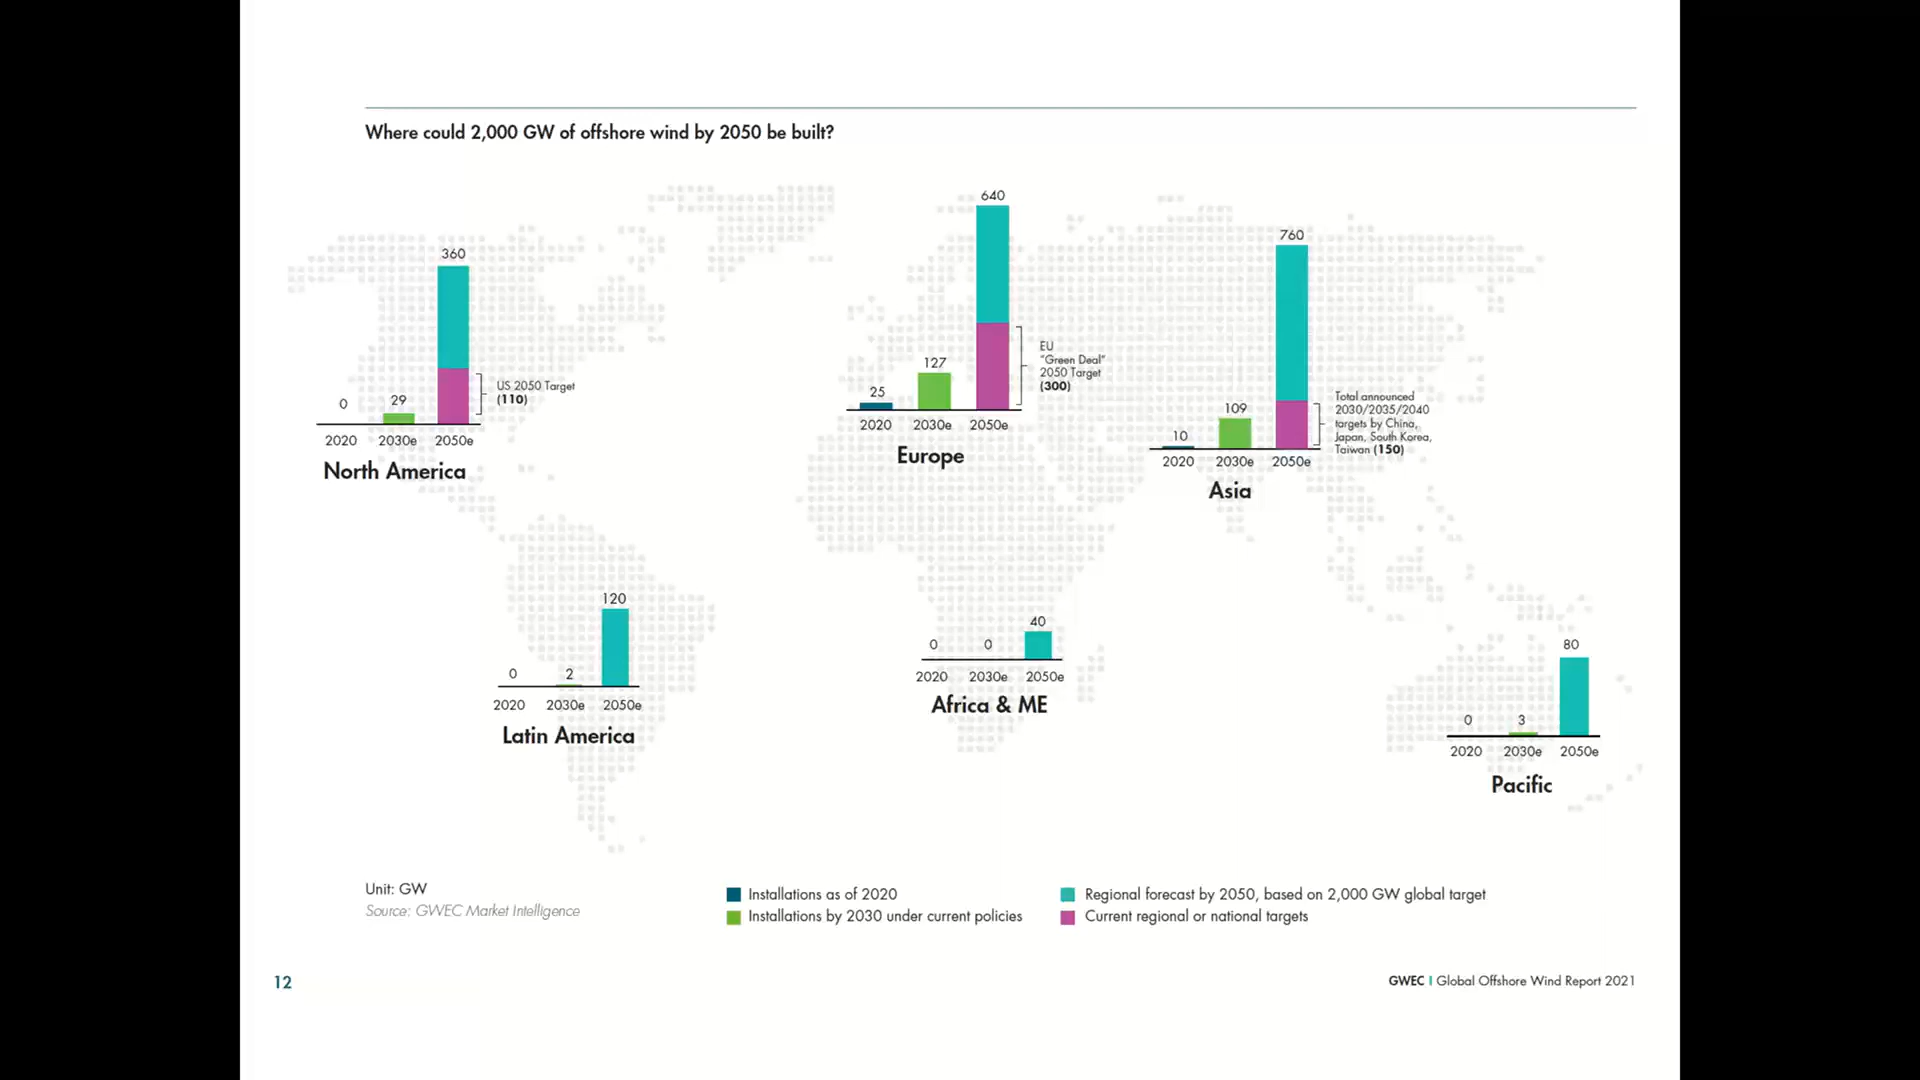 Where could 2,000 GW of offshore wind by 2050 be built?
360
0
29
US 2050 Target
(110)
2020 2030e 2050e
North America
640
25
127
EU
"Green Deal"
2050 Target
(300)
2020 2030e 2050e
Europe
760
10
109
Total announced
2030/2035/2040
targets by China,
Japan, South Korea,
Taiwan (150)
2020 2030e 2050e
Asia
120
0
2
2020 2030e 2050e
Latin America
40
0
0
2020 2030e 2050e
Africa & ME
80
0
3
2020 2030e 2050e
Pacific
Unit: GW
Source: GWEC Market Intelligence
Installations as of 2020
Installations by 2030 under current policies
Regional forecast by 2050, based on 2,000 GW global target
Current regional or national targets
12
GWEC | Global Offshore Wind Report 2021